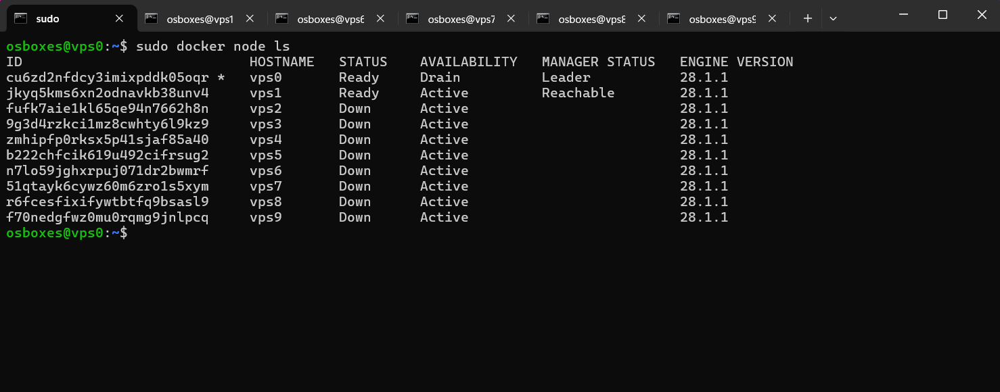 sudo
osboxes@vps1
osboxes@vps6
osboxes@vps7
osboxes@vps8
osboxes@vps9
osboxes@vps0:~$ sudo docker node ls
ID HOSTNAME STATUS AVAILABILITY MANAGER STATUS ENGINE VERSION
cu6zd2nfdcy3imixpddk05oqr * vps0 Ready Drain Leader 28.1.1
jkyq5kms6xn2odnavkb38unv4 vps1 Ready Active Reachable 28.1.1
fufk7aie1kl65qe94n7662h8n vps2 Down Active 28.1.1
9g3d4rzkci1mz8cwhty6l9kz9 vps3 Down Active 28.1.1
zmhipfp0rksx5p41sjaf85a40 vps4 Down Active 28.1.1
b222chfcik619u492cifrsug2 vps5 Down Active 28.1.1
n7lo59jghxrpuj071dr2bwmrf vps6 Down Active 28.1.1
51qtayk6cywz60m6zro1s5xym vps7 Down Active 28.1.1
r6fcesfixifywtbtfq9bsasl9 vps8 Down Active 28.1.1
f70nedgfwz0mu0rqmg9jnlpcq vps9 Down Active 28.1.1
osboxes@vps0:~$